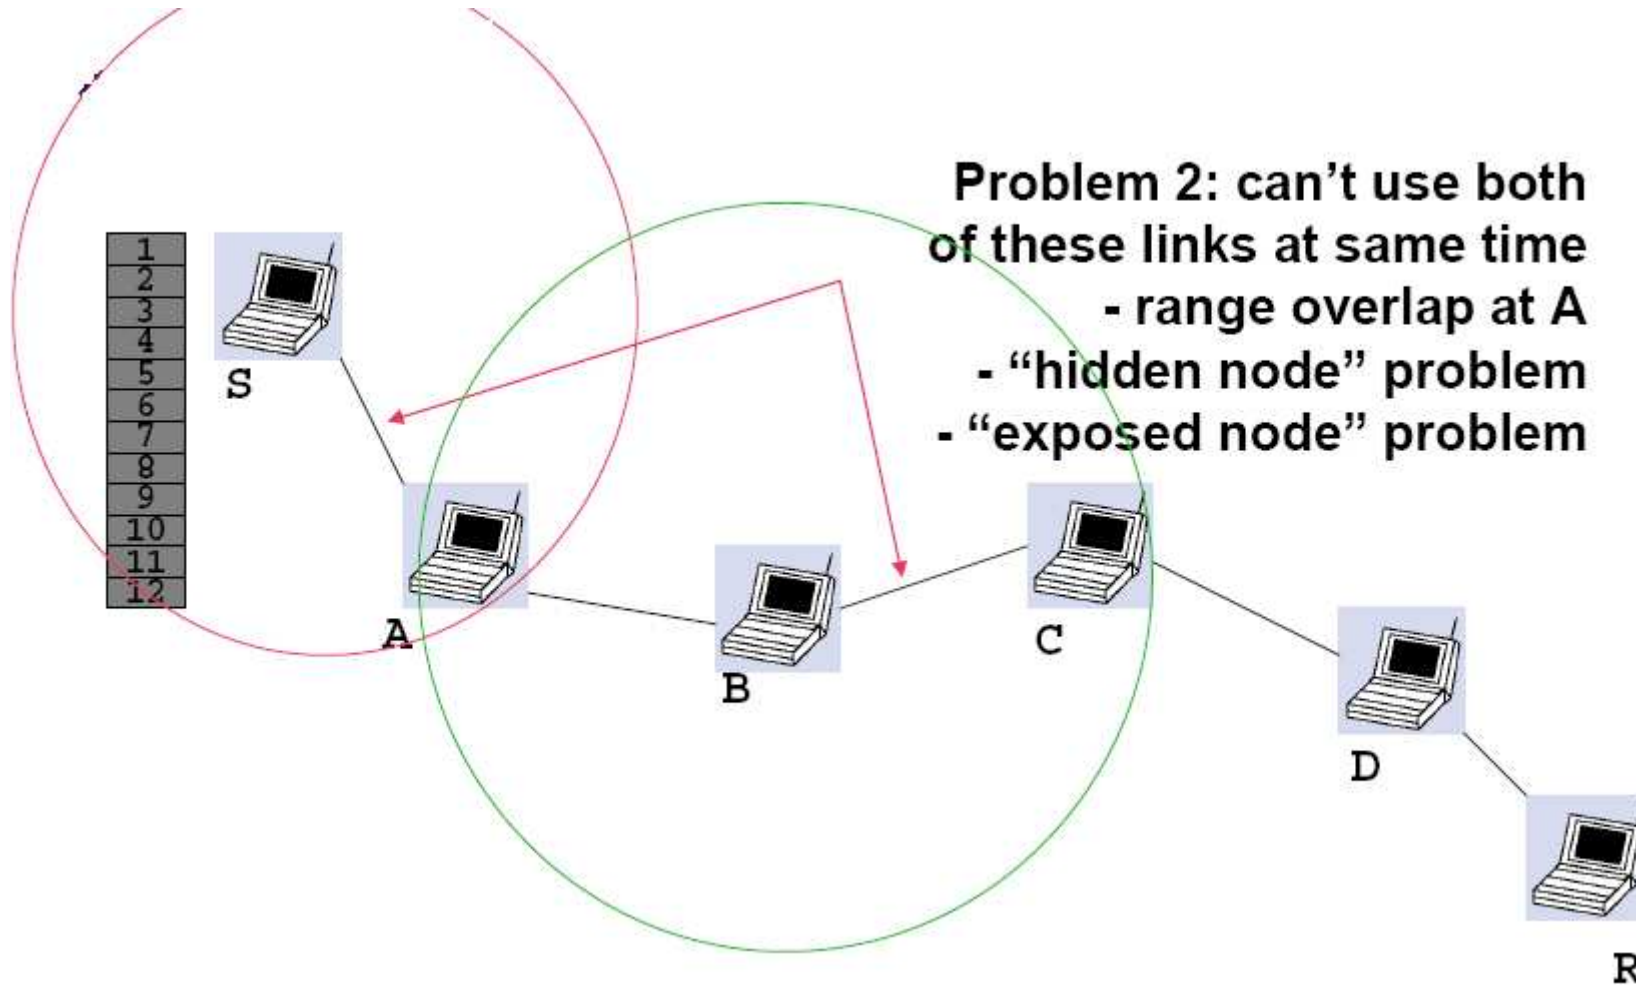 Problem 2: can't use both
of these links at same time
- range overlap at A
- “hidden node” problem
- “exposed node” problem
1
2
3
4
5
6
7
8
9
10
11
12
S
A
B
C
D
R